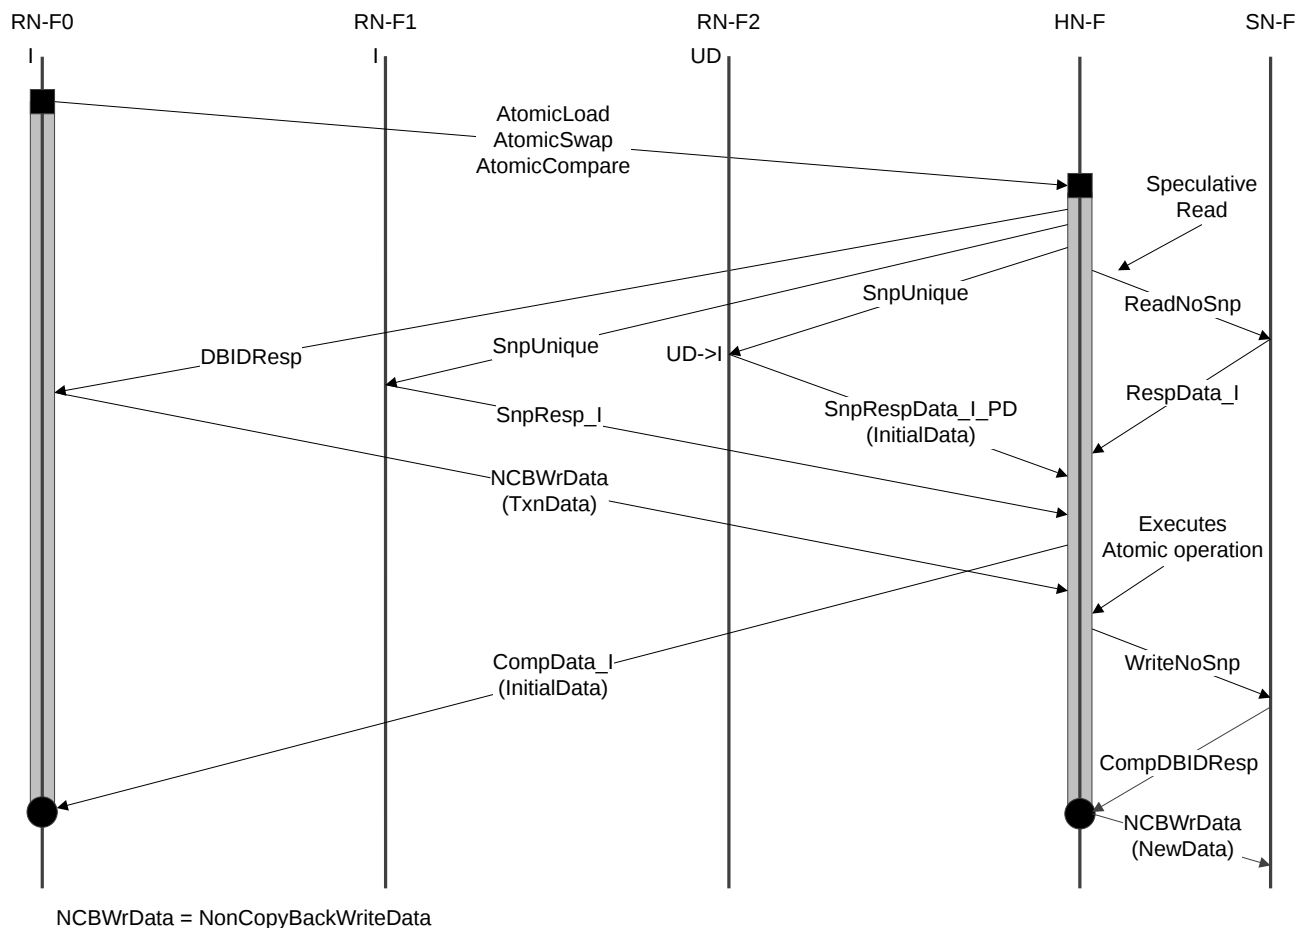 RN-F0
RN-F1
RN-F2
HN-F
SN-F
I
I
UD
AtomicLoad
AtomicSwap
AtomicCompare
Speculative
Read
SnpUnique
ReadNoSnp
DBIDResp
SnpUnique
UD->I
RespData_I
SnpResp_I
SnpRespData_I_PD
(InitialData)
NCBWrData
(TxnData)
Executes
Atomic operation
CompData_I
(InitialData)
WriteNoSnp
CompDBIDResp
NCBWrData
(NewData)
NCBWrData = NonCopyBackWriteData